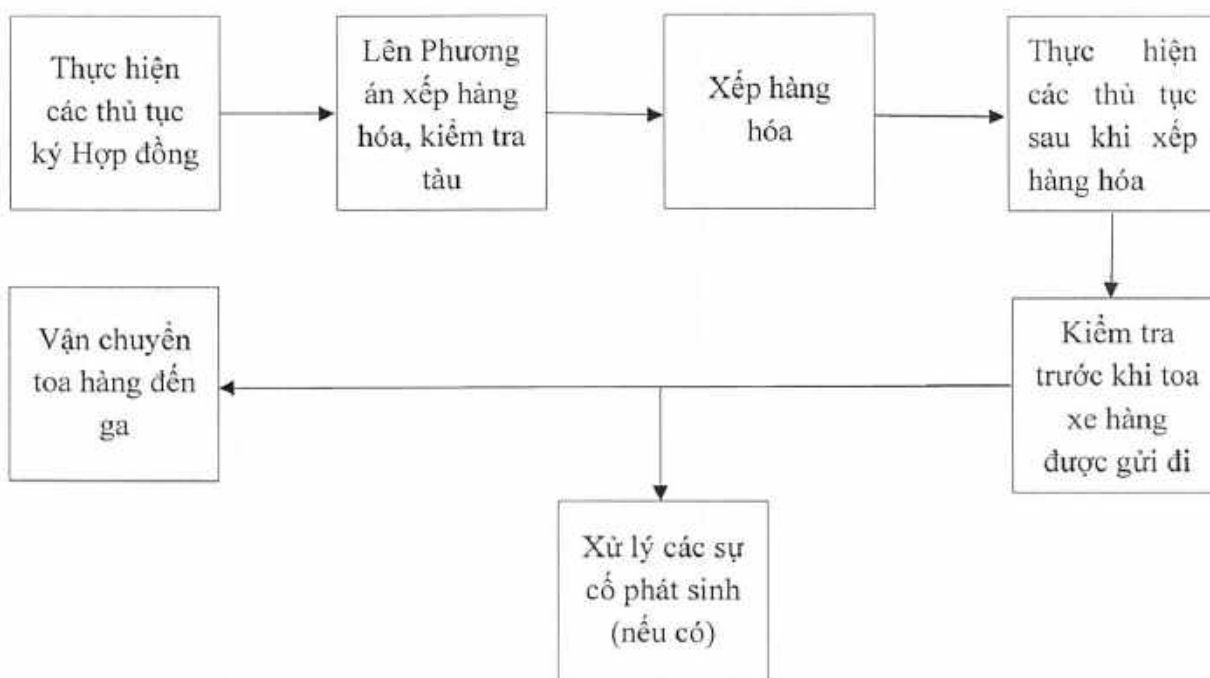 Thực hiện
các thủ tục
ký Hợp đồng
Lên Phương
án xếp hàng
hóa, kiểm tra
tàu
Xếp hàng
hóa
Thực hiện
các thủ tục
sau khi xếp
hàng hóa
Kiểm tra
trước khi toa
xe hàng
được gửi đi
Vận chuyển
toa hàng đến
ga
Xử lý các sự
cố phát sinh
(nếu có)